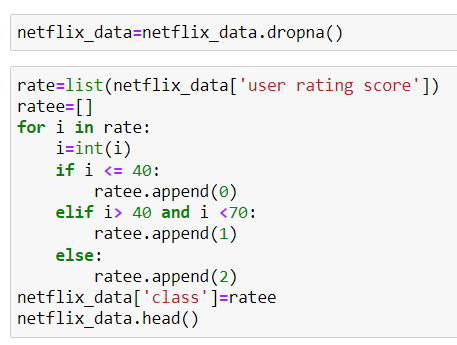 netflix_data=netflix_data.dropna()
rate=list(netflix_data['user rating score'])
ratee=[]
for i in rate:
    i=int(i)
    if i <= 40:
        ratee.append(0)
    elif i> 40 and i <70:
        ratee.append(1)
    else:
        ratee.append(2)
netflix_data['class']=ratee
netflix_data.head()